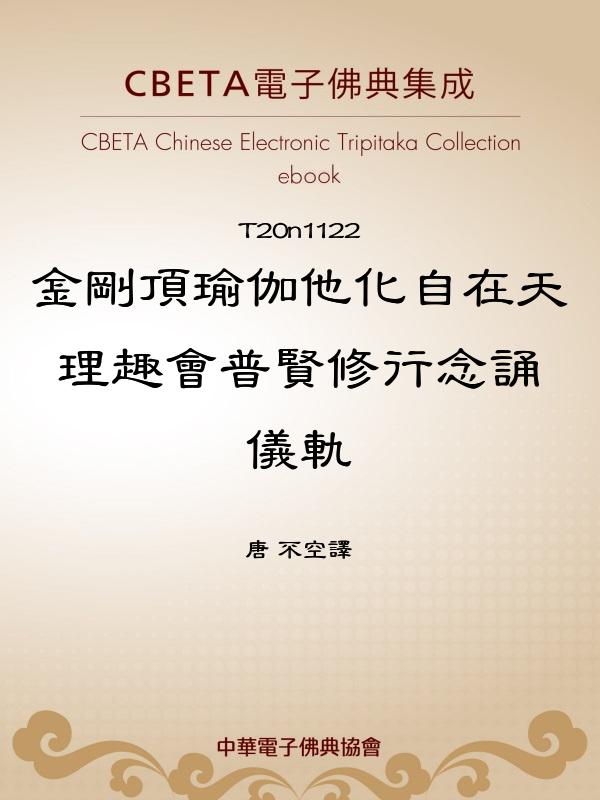 CBETA電子佛典集成
CBETA Chinese Electronic Tripitaka Collection
ebook
T20n1122
金剛頂瑜伽他化自在天
理趣會普賢修行念誦
儀軌
唐 不空譯
中華電子佛典協會